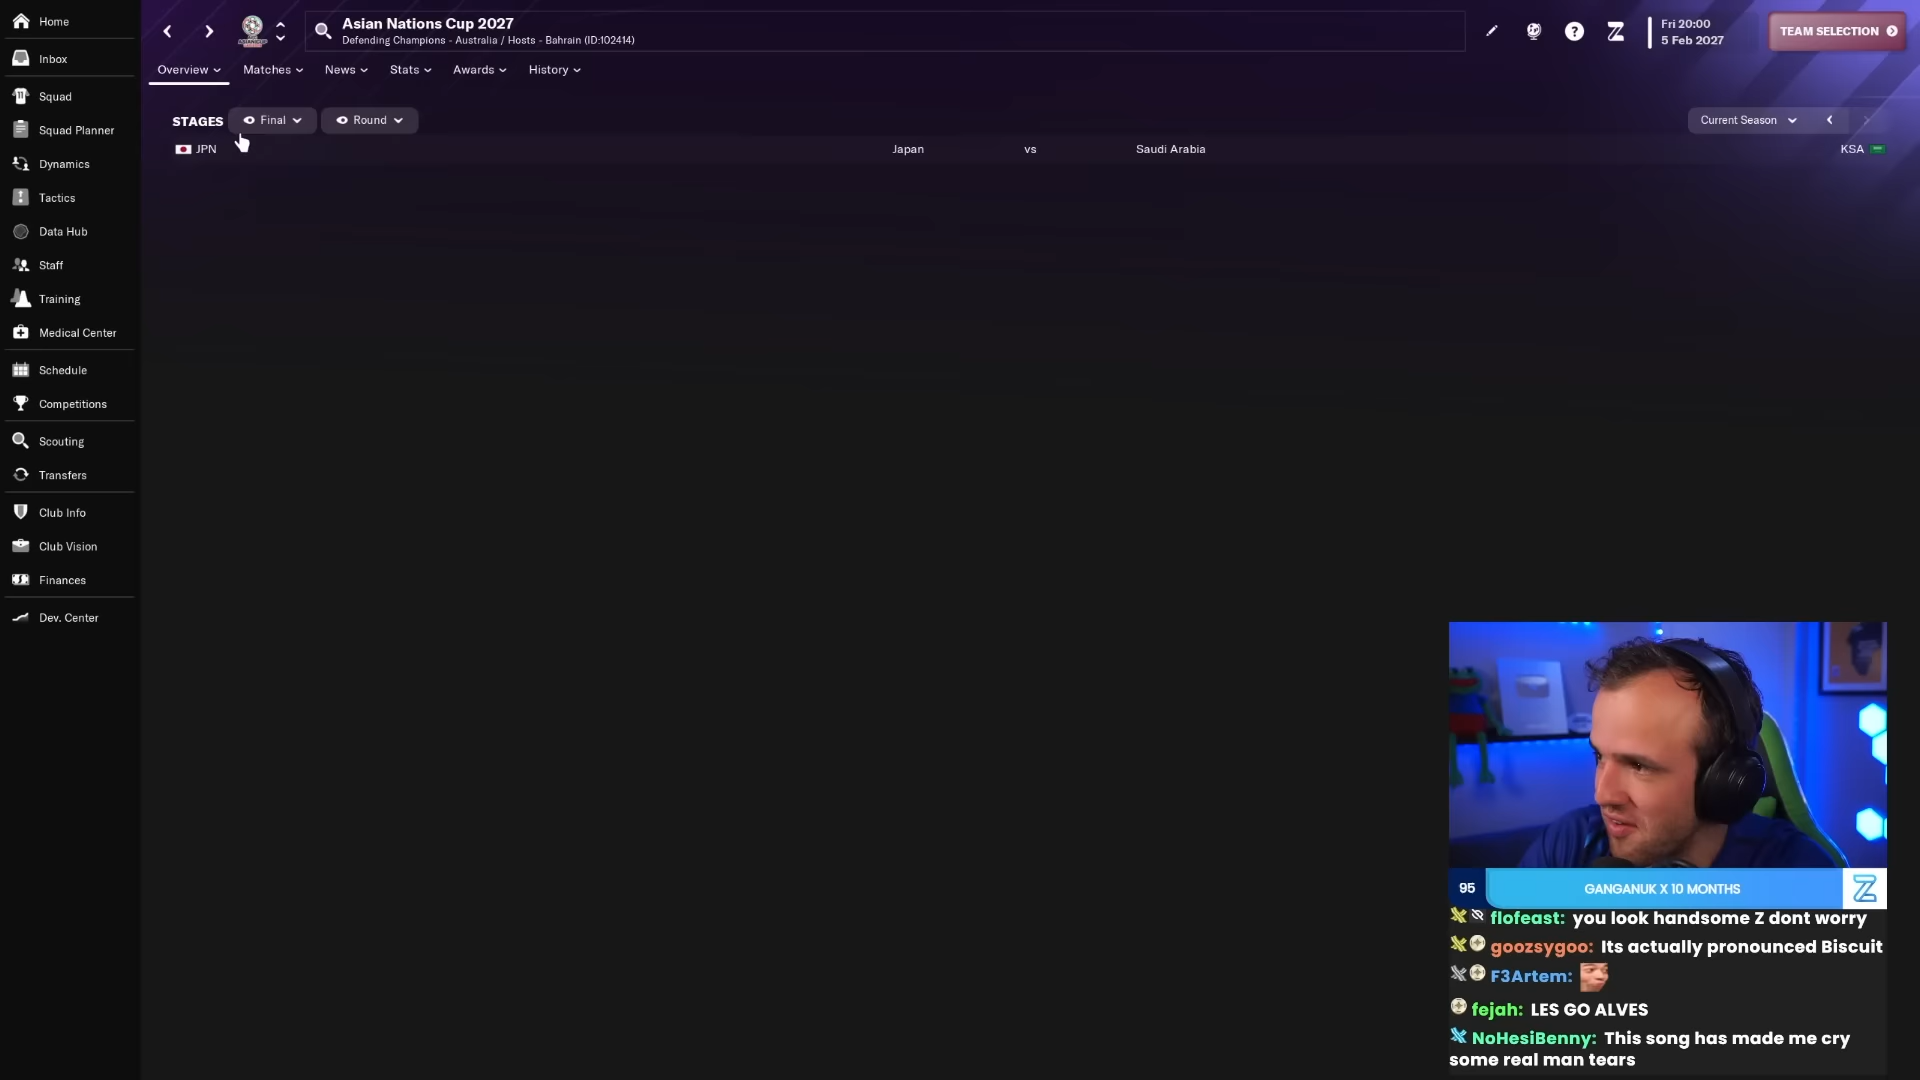 Home
Inbox
Squad
Squad Planner
Dynamics
Tactics
Data Hub
Staff
Training
Medical Center
Schedule
Competitions
Scouting
Transfers
Club Info
Club Vision
Finances
Dev. Center
Asian Nations Cup 2027
Defending Champions - Australia / Hosts - Bahrain (ID:102414)
Fri 20:00
5 Feb 2027
TEAM SELECTION
Overview Matches News Stats Awards History
STAGES Final Round Current Season
JPN Japan vs Saudi Arabia KSA
95 GANGANUK X 10 MONTHS Z
flofeast: you look handsome Z dont worry
goozsygoo: Its actually pronounced Biscuit
F3Artem:
fejah: LES GO ALVES
NoHesiBenny: This song has made me cry
some real man tears